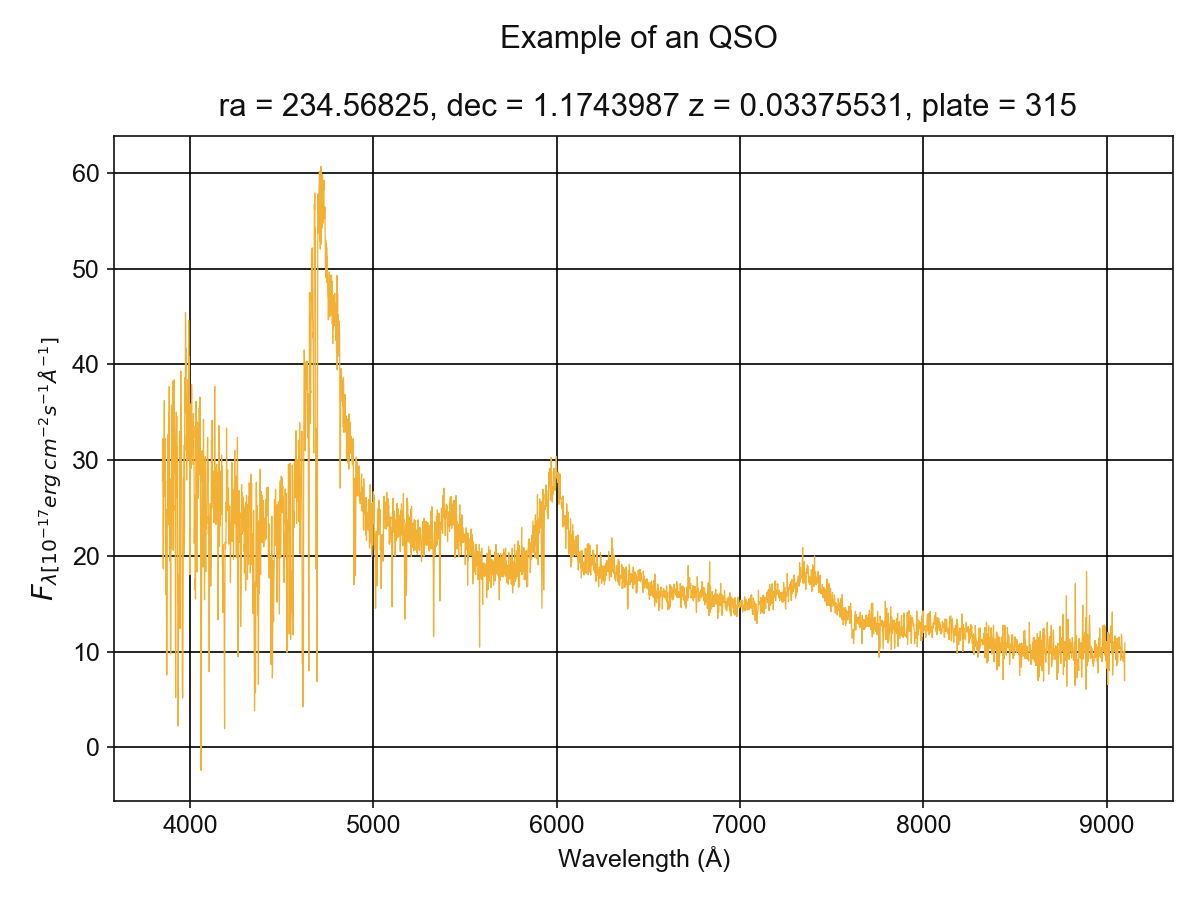 Example of an QSO
ra = 234.56825, dec = 1.1743987 z = 0.03375531, plate = 315
60
50
40
30
20
10
0
F_λ[10^{-17} erg cm^{-2} s^{-1} Å^{-1}]
4000 5000 6000 7000 8000 9000
Wavelength (Å)